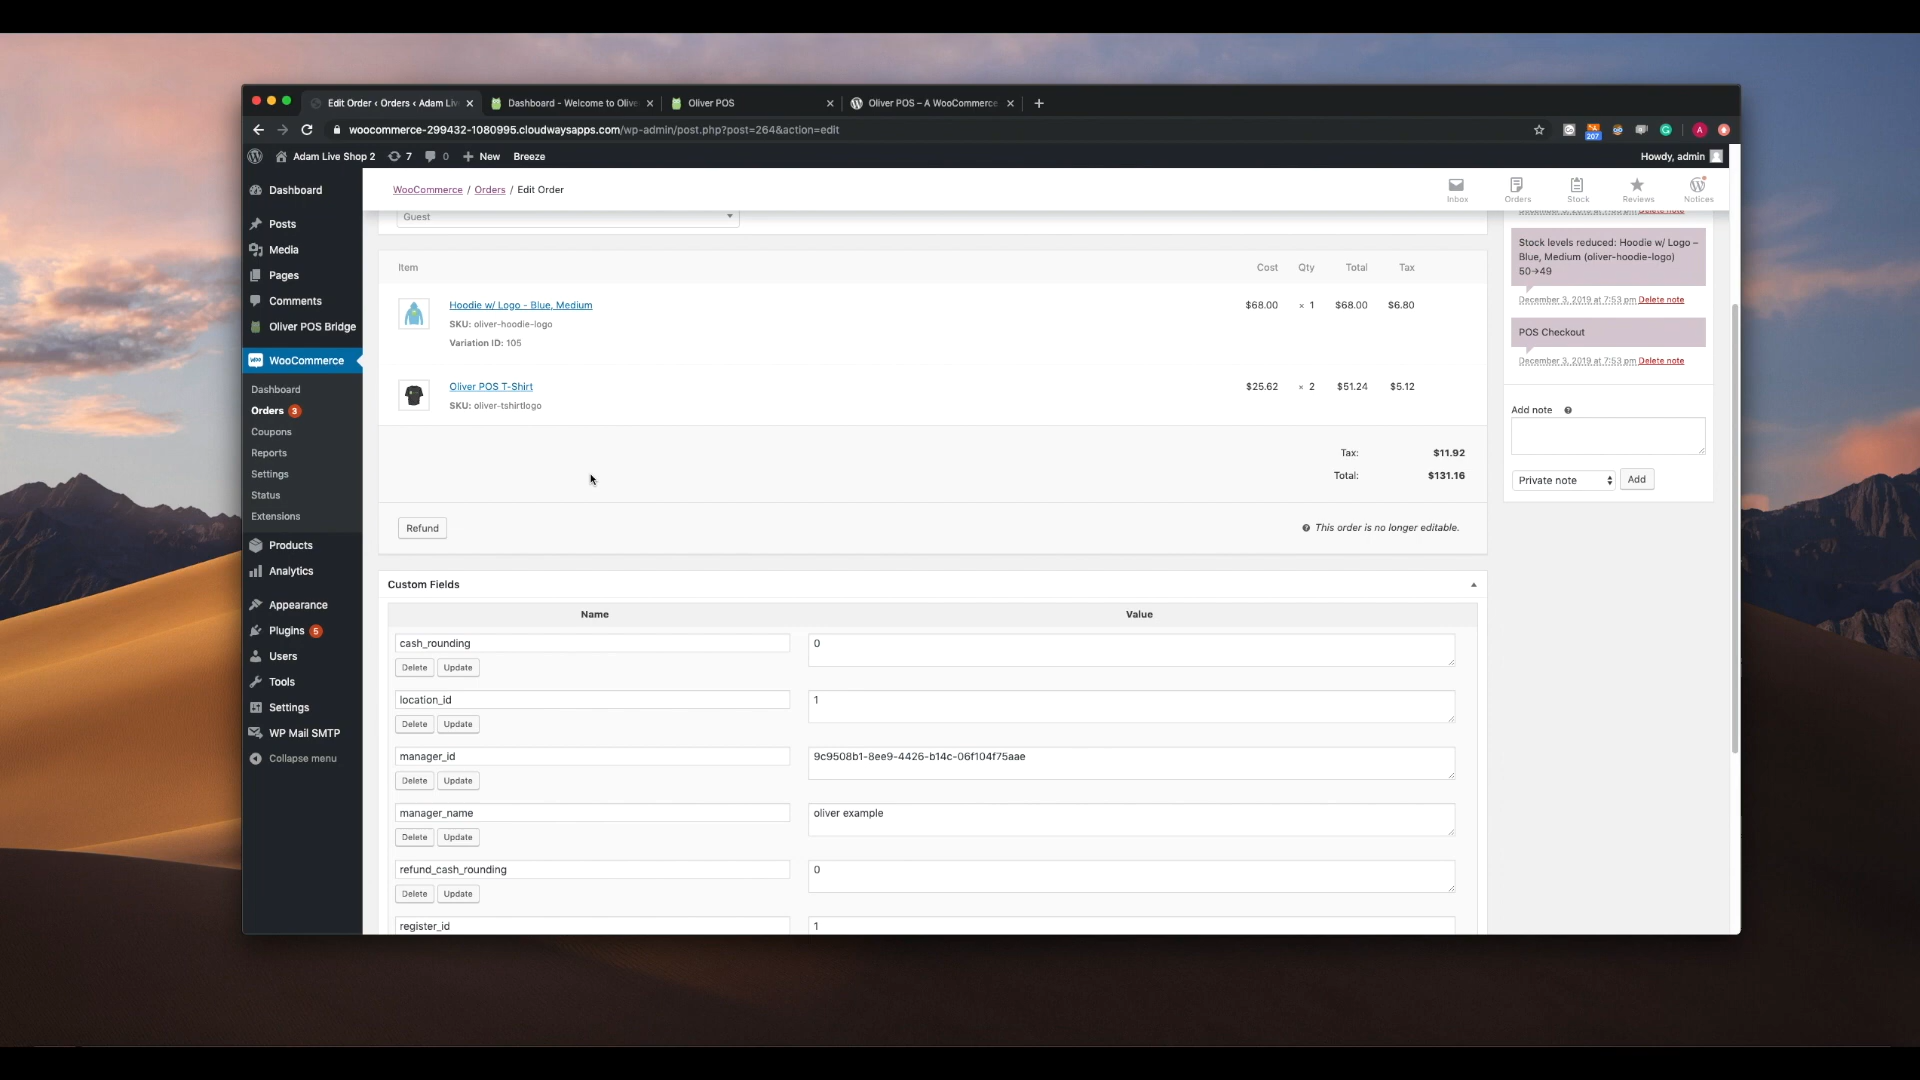 Edit Order ‹ Orders ‹ Adam Liv
Dashboard - Welcome to Olive
Oliver POS
Oliver POS – A WooCommerce
woocommerce-299432-1080995.cloudwaysapps.com/wp-admin/post.php?post=264&action=edit
207
A
Adam Live Shop 2
7
0
New
Breeze
Howdy, admin
Dashboard
Posts
Media
Pages
Comments
Oliver POS Bridge
WooCommerce
Dashboard
Orders 3
Coupons
Reports
Settings
Status
Extensions
Products
Analytics
Appearance
Plugins 5
Users
Tools
Settings
WP Mail SMTP
Collapse menu
WooCommerce / Orders / Edit Order
Inbox
Orders
Stock
Reviews
Notices
Guest
Item Cost Qty Total Tax
Hoodie w/ Logo - Blue, Medium $68.00 × 1 $68.00 $6.80
SKU: oliver-hoodie-logo
Variation ID: 105
Oliver POS T-Shirt $25.62 × 2 $51.24 $5.12
SKU: oliver-tshirtlogo
Tax: $11.92
Total: $131.16
Refund
This order is no longer editable.
Custom Fields
Name Value
cash_rounding 0
Delete Update
location_id 1
Delete Update
manager_id 9c9508b1-8ee9-4426-b14c-06f104f75aae
Delete Update
manager_name oliver example
Delete Update
refund_cash_rounding 0
Delete Update
register_id 1
Delete note
Stock levels reduced: Hoodie w/ Logo –
Blue, Medium (oliver-hoodie-logo)
50→49
December 3, 2019 at 7:53 pm Delete note
POS Checkout
December 3, 2019 at 7:53 pm Delete note
Add note
Private note
Add